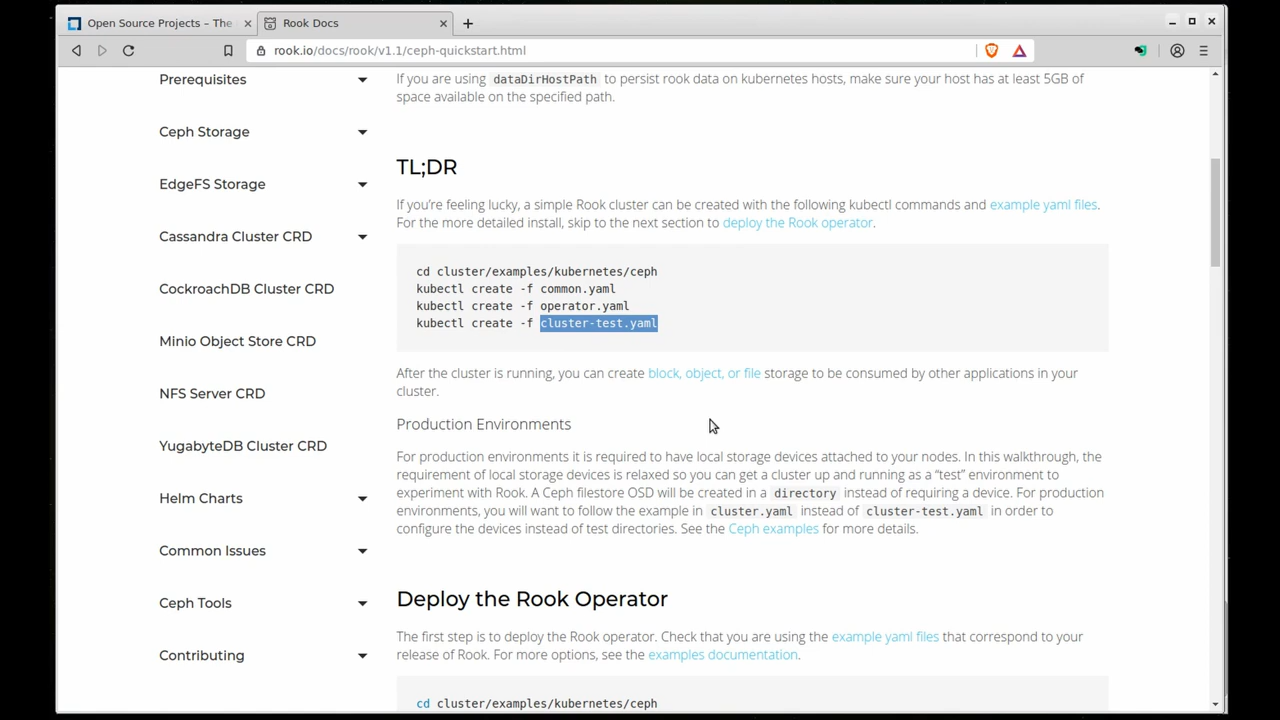 Open Source Projects – The
Rook Docs
rook.io/docs/rook/v1.1/ceph-quickstart.html
Prerequisites
Ceph Storage
EdgeFS Storage
Cassandra Cluster CRD
CockroachDB Cluster CRD
Minio Object Store CRD
NFS Server CRD
YugabyteDB Cluster CRD
Helm Charts
Common Issues
Ceph Tools
Contributing
If you are using dataDirHostPath to persist rook data on kubernetes hosts, make sure your host has at least 5GB of
space available on the specified path.
TL;DR
If you’re feeling lucky, a simple Rook cluster can be created with the following kubectl commands and example yaml files.
For the more detailed install, skip to the next section to deploy the Rook operator.
cd cluster/examples/kubernetes/ceph
kubectl create -f common.yaml
kubectl create -f operator.yaml
kubectl create -f cluster-test.yaml
After the cluster is running, you can create block, object, or file storage to be consumed by other applications in your
cluster.
Production Environments
For production environments it is required to have local storage devices attached to your nodes. In this walkthrough, the
requirement of local storage devices is relaxed so you can get a cluster up and running as a “test” environment to
experiment with Rook. A Ceph filestore OSD will be created in a directory instead of requiring a device. For production
environments, you will want to follow the example in cluster.yaml instead of cluster-test.yaml in order to
configure the devices instead of test directories. See the Ceph examples for more details.
Deploy the Rook Operator
The first step is to deploy the Rook operator. Check that you are using the example yaml files that correspond to your
release of Rook. For more options, see the examples documentation.
cd cluster/examples/kubernetes/ceph